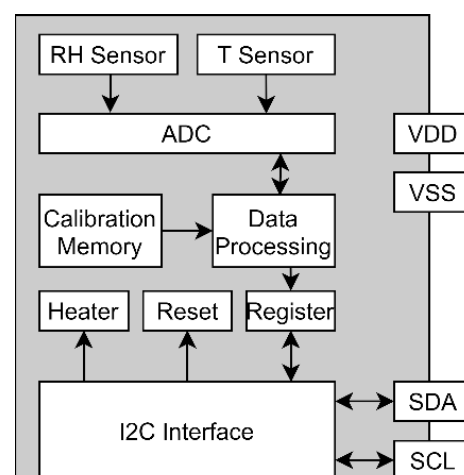 RH Sensor
T Sensor
ADC
VDD
VSS
Calibration
Memory
Data
Processing
Heater
Reset
Register
I2C Interface
SDA
SCL